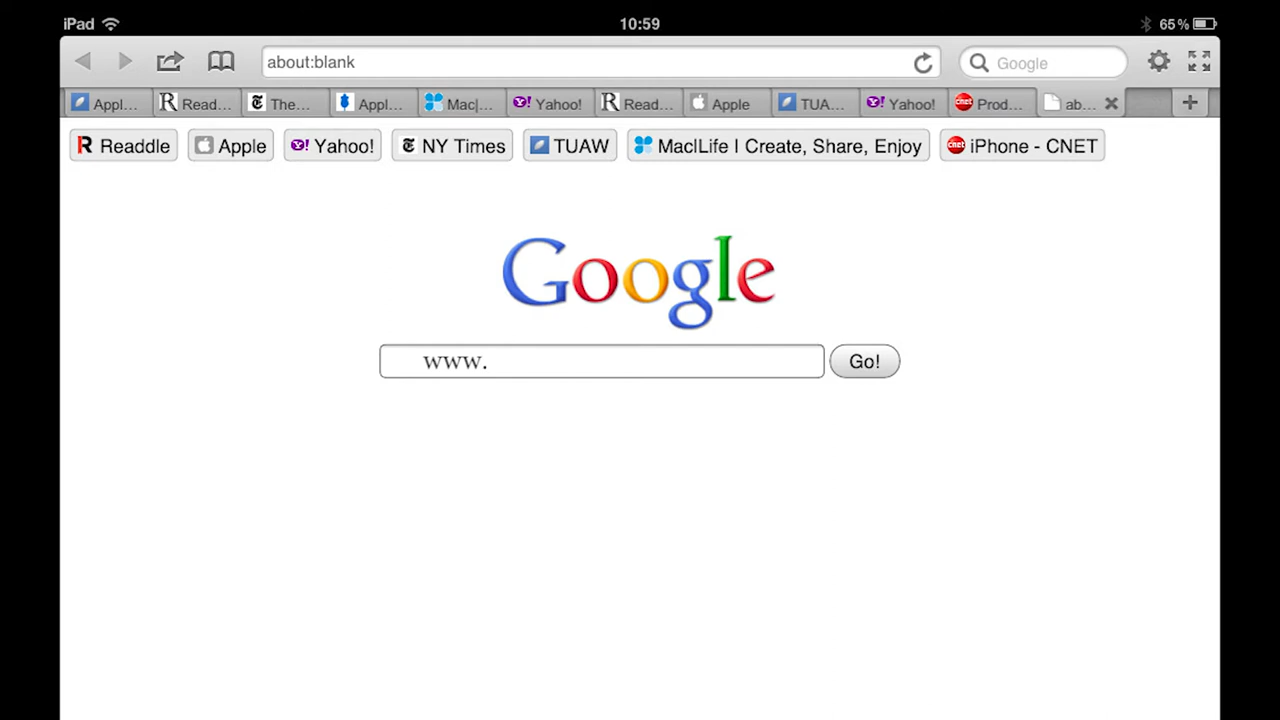 iPad 10:59 65%
about:blank Google
Appl... Read... The... Appl... Mac|... Yahoo! Read... Apple TUA... Yahoo! Prod... ab...
Readdle Apple Yahoo! NY Times TUAW Mac|Life | Create, Share, Enjoy iPhone - CNET
Google
www. Go!